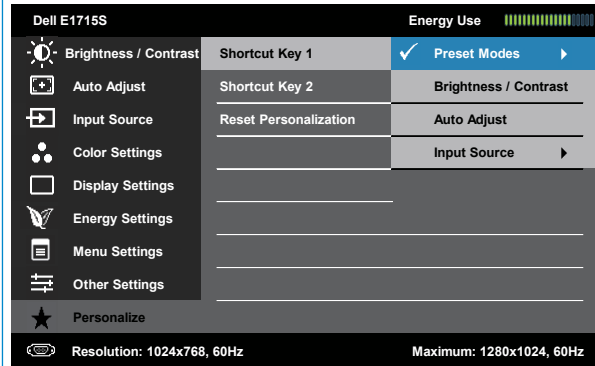 Dell E1715S Energy Use
Brightness / Contrast Shortcut Key 1 Preset Modes
Auto Adjust Shortcut Key 2 Brightness / Contrast
Input Source Reset Personalization Auto Adjust
Color Settings Input Source
Display Settings
Energy Settings
Menu Settings
Other Settings
Personalize
Resolution: 1024x768, 60Hz Maximum: 1280x1024, 60Hz